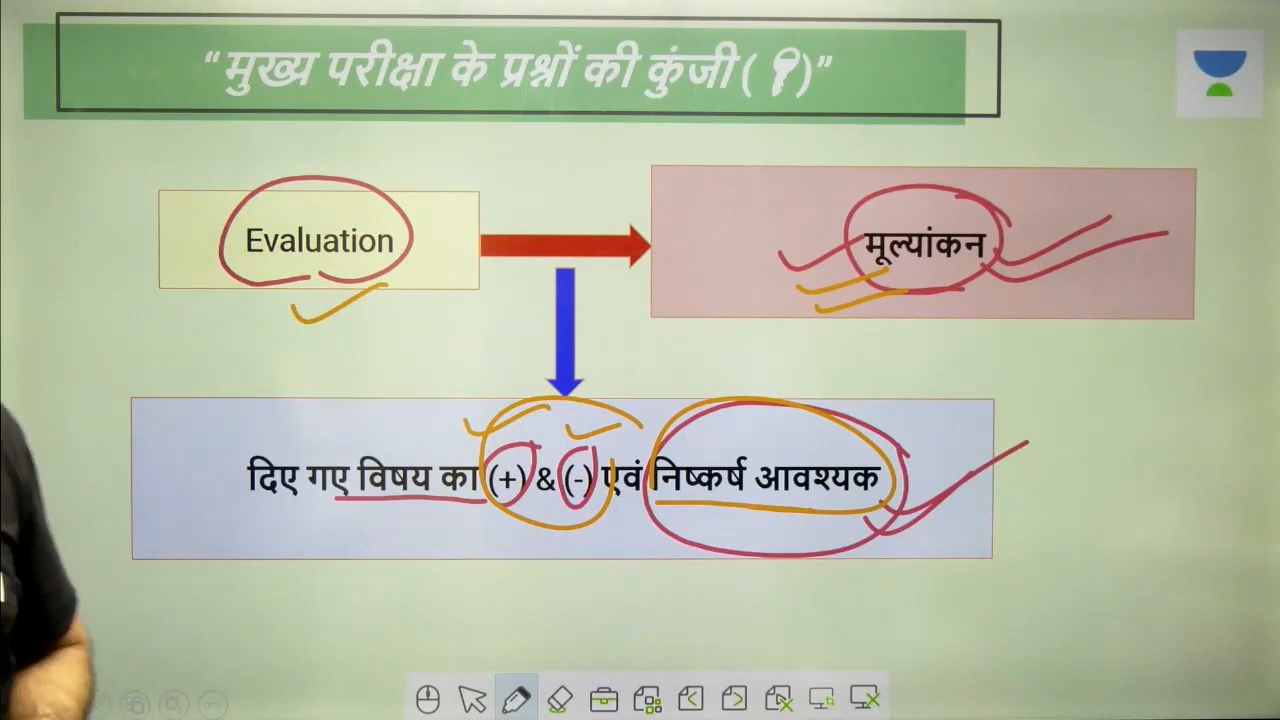 “मुख्य परीक्षा के प्रश्नों की कुंजी()”
Evaluation
मूल्यांकन
दिए गए विषय का (+) & (-) एवं निष्कर्ष आवश्यक